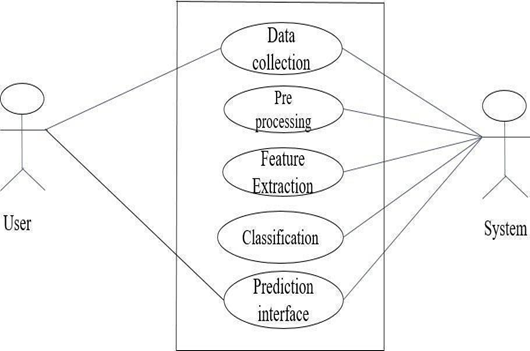 Data
collection
Pre
processing
Feature
Extraction
Classification
Prediction
interface
User
System